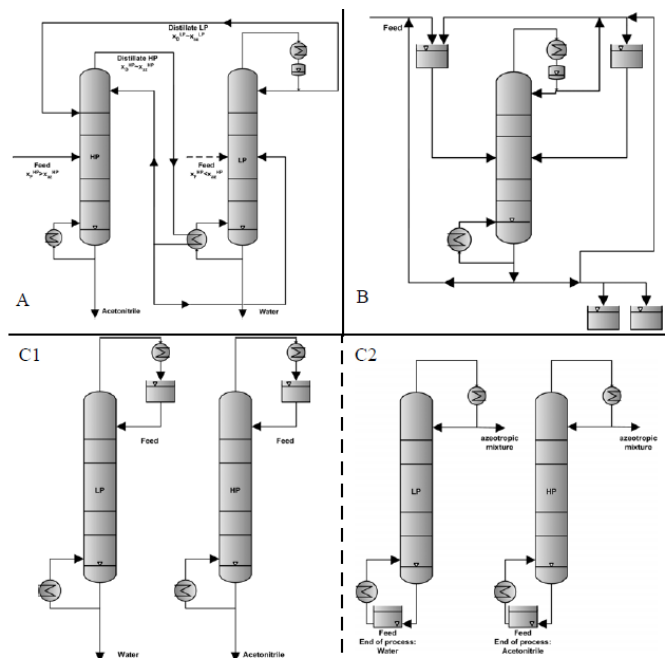 Distillate LP
x_D^LP~x_az^LP
Distillate HP
x_D^HP~x_az^HP
Feed
x_F^HP>x_az^HP
HP
Feed
x_F^HP<x_az^HP
LP
A
Acetonitrile
Water
Feed
B
C1
Feed
Feed
LP
HP
Water
Acetonitrile
C2
azeotropic
mixture
azeotropic
mixture
LP
HP
Feed
End of process:
Water
Feed
End of process:
Acetonitrile